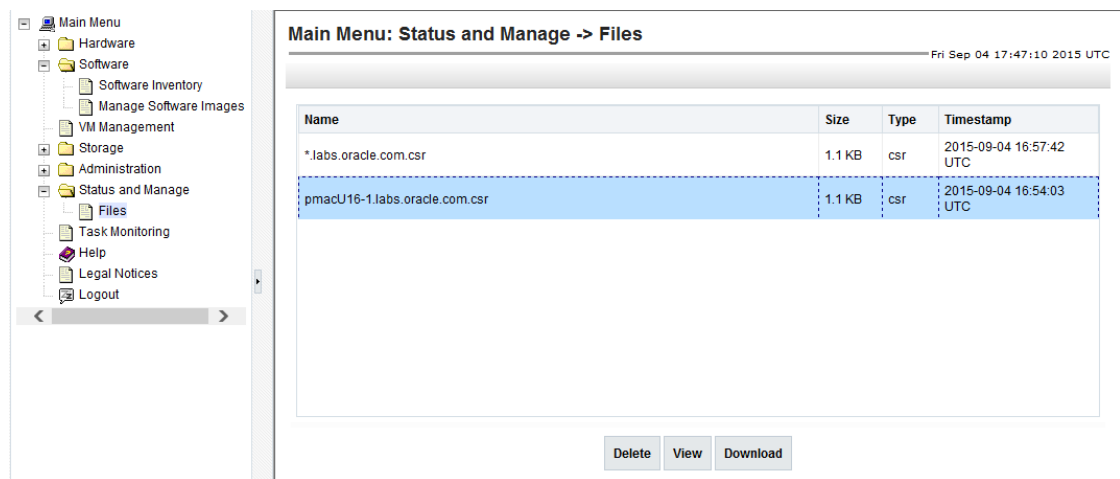 Main Menu
Hardware
Software
Software Inventory
Manage Software Images
VM Management
Storage
Administration
Status and Manage
Files
Task Monitoring
Help
Legal Notices
Logout
Main Menu: Status and Manage -> Files
Fri Sep 04 17:47:10 2015 UTC
Name Size Type Timestamp
*.labs.oracle.com.csr 1.1 KB csr 2015-09-04 16:57:42
UTC
pmacU16-1.labs.oracle.com.csr 1.1 KB csr 2015-09-04 16:54:03
UTC
Delete View Download